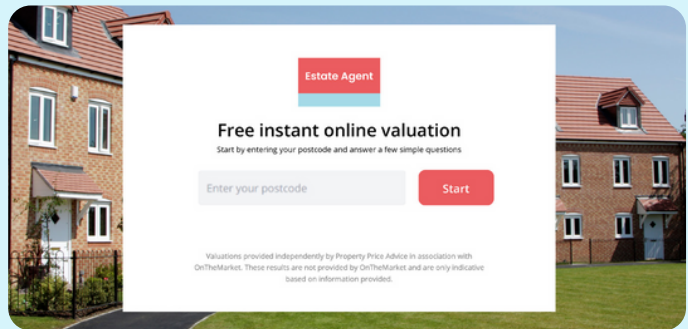 Estate Agent
Free instant online valuation
Start by entering your postcode and answer a few simple questions
Enter your postcode
Start
Valuations provided independently by Property Price Advice in association with
OnTheMarket. These results are not provided by OnTheMarket and are only indicative
based on information provided.